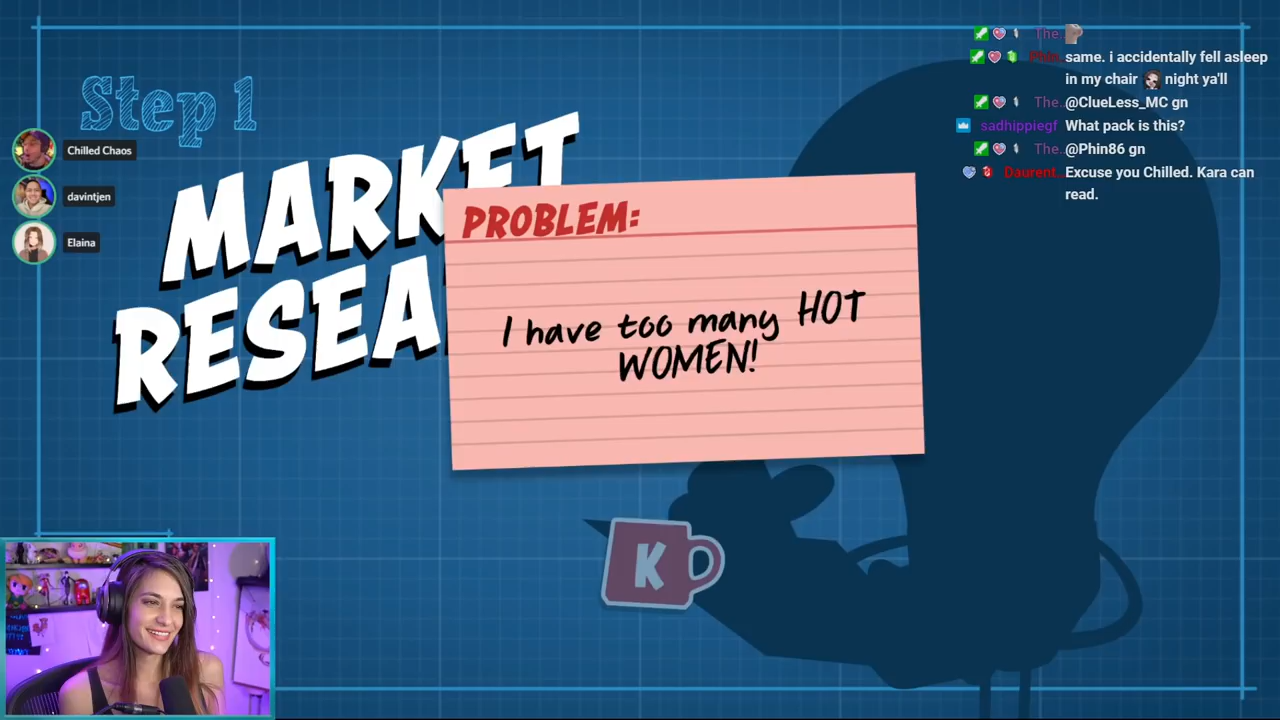 Step 1
MARKET
RESEA
PROBLEM:
I have too many HOT
WOMEN!
K
Chilled Chaos
davintjen
Elaina
The.
Phin. same. i accidentally fell asleep
in my chair night ya'll
The. @ClueLess_MC gn
sadhippiegf What pack is this?
The. @Phin86 gn
Daurent.. Excuse you Chilled. Kara can
read.